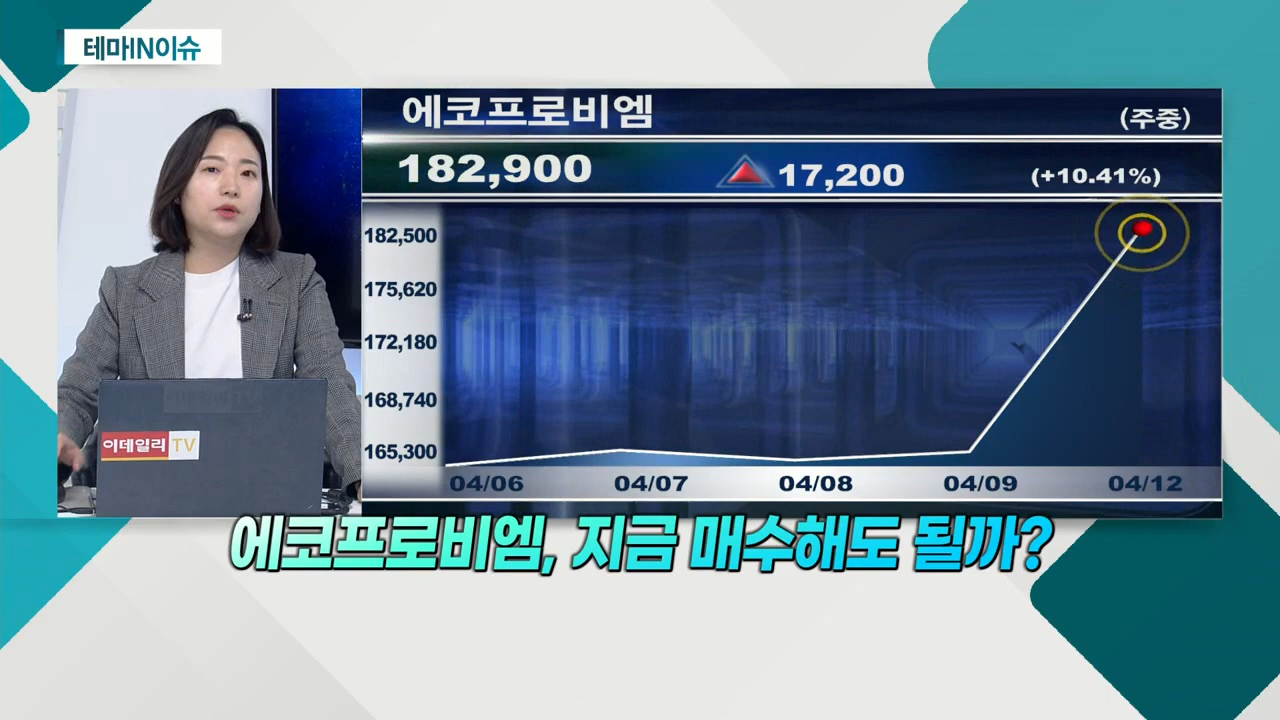 테마IN이슈
에코프로비엠 (주중)
182,900 17,200 (+10.41%)
182,500
175,620
172,180
168,740
165,300
04/06 04/07 04/08 04/09 04/12
이데일리 TV
에코프로비엠, 지금 매수해도 될까?